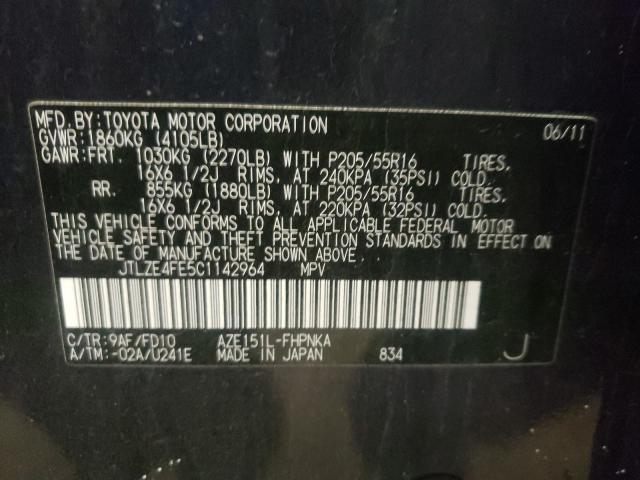 MFD.BY:TOYOTA MOTOR CORPORATION 06/11
GVWR:1860KG (4105LB)
GAWR:FRT. 1030KG (2270LB) WITH P205/55R16 TIRES,
16X6 1/2J RIMS, AT 240KPA (35PSI) COLD.
RR. 855KG (1880LB) WITH P205/55R16 TIRES,
16X6 1/2J RIMS, AT 220KPA (32PSI) COLD.
THIS VEHICLE CONFORMS TO ALL APPLICABLE FEDERAL MOTOR
VEHICLE SAFETY AND THEFT PREVENTION STANDARDS IN EFFECT ON
THE DATE OF MANUFACTURE SHOWN ABOVE.
JTLZE4FE5C1142964 MPV
C/TR:9AF/FD10 AZE151L-FHPNKA
A/TM:-02A/U241E MADE IN JAPAN 834 J